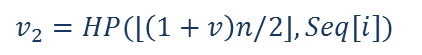 v₂ = HP(⌊(1 + v)n/2⌋, Seq[i])